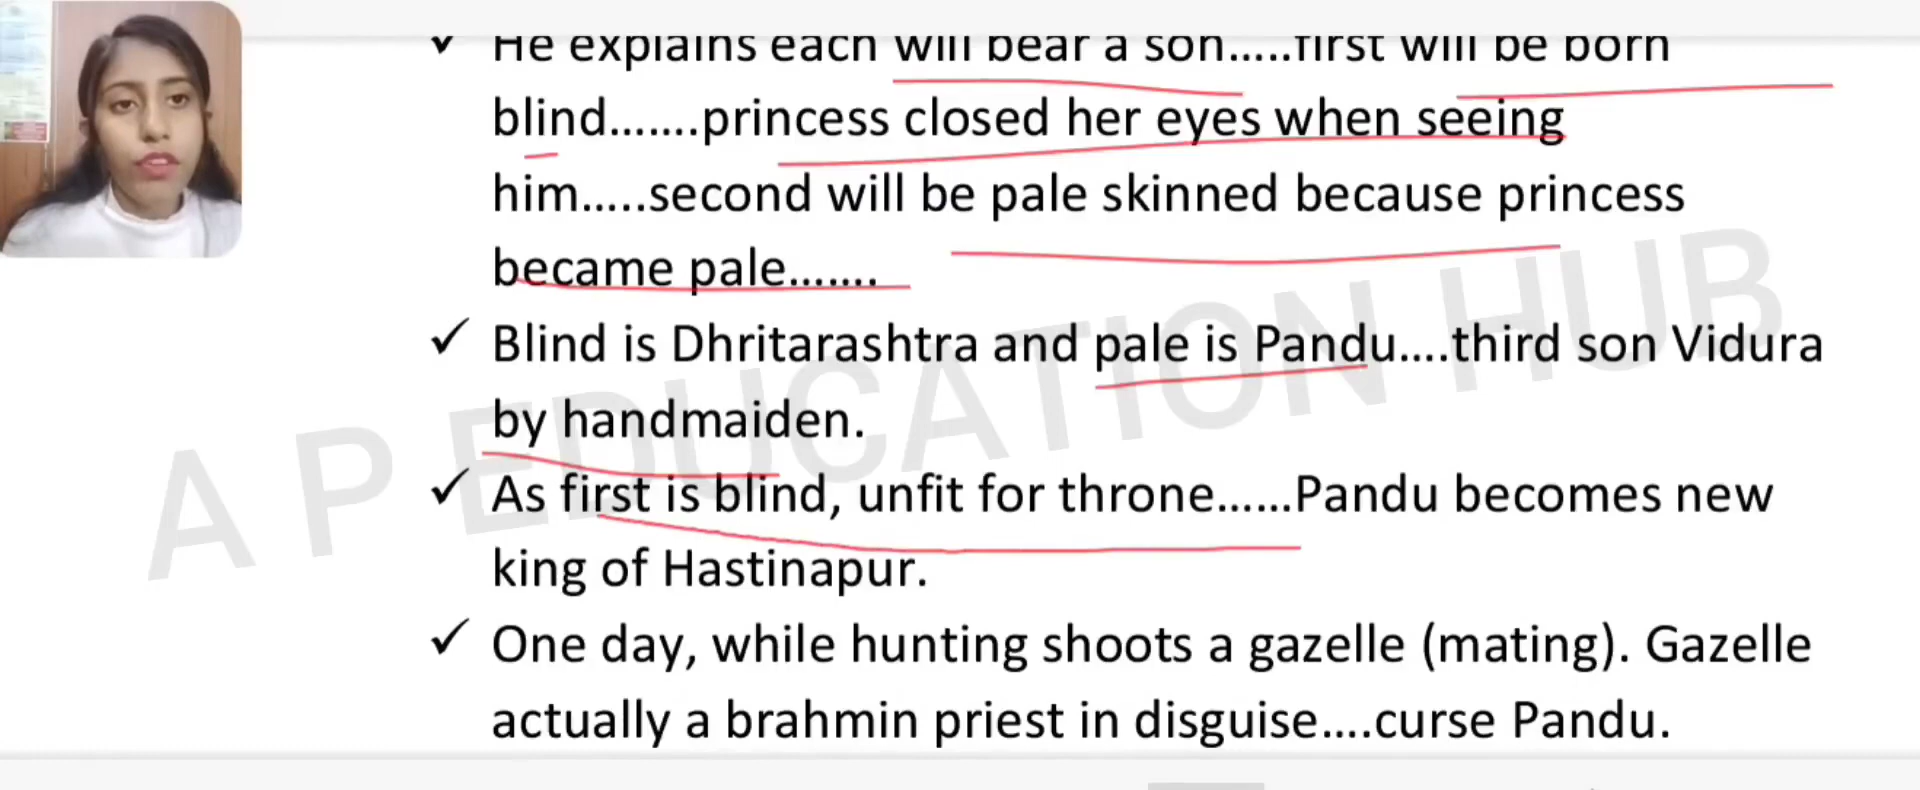 He explains each will bear a son.....first will be born
blind.......princess closed her eyes when seeing
him.....second will be pale skinned because princess
became pale.......
✓ Blind is Dhritarashtra and pale is Pandu....third son Vidura
by handmaiden.
✓ As first is blind, unfit for throne......Pandu becomes new
king of Hastinapur.
✓ One day, while hunting shoots a gazelle (mating). Gazelle
actually a brahmin priest in disguise....curse Pandu.
A P EDUCATION HUB